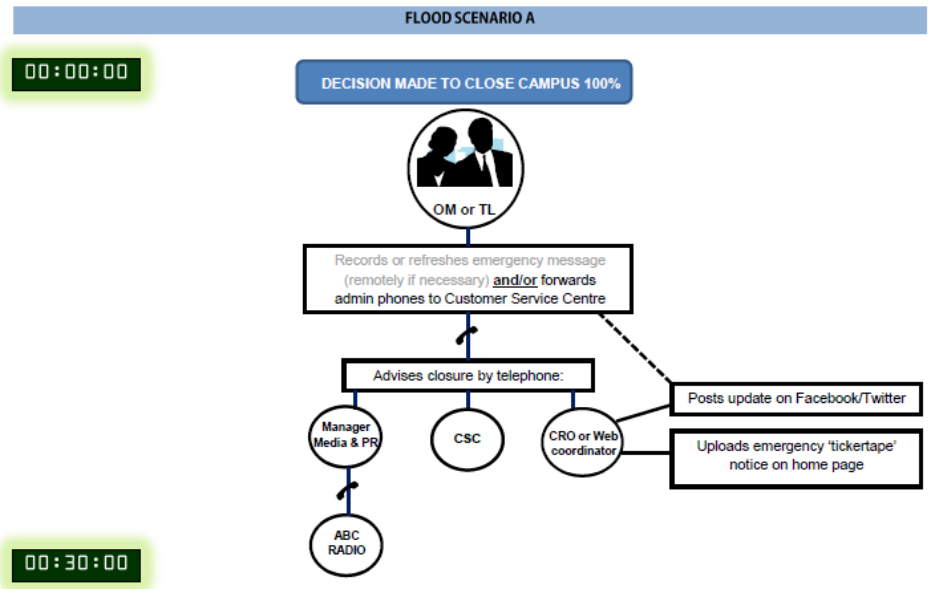 FLOOD SCENARIO A
00:00:00
DECISION MADE TO CLOSE CAMPUS 100%
OM or TL
Records or refreshes emergency message
(remotely if necessary) and/or forwards
admin phones to Customer Service Centre
Advises closure by telephone:
Manager
Media & PR
CSC
CRO or Web
coordinator
Posts update on Facebook/Twitter
Uploads emergency ‘tickertape’
notice on home page
ABC
RADIO
00:30:00